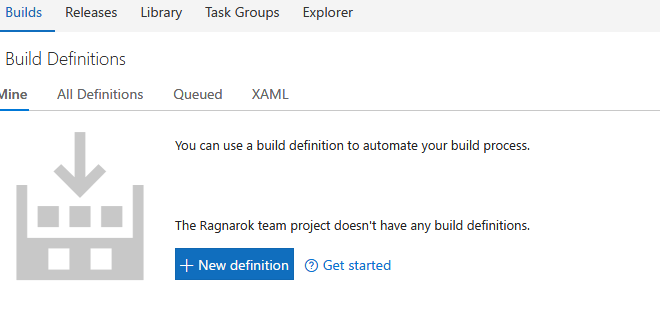 Builds Releases Library Task Groups Explorer
Build Definitions
Mine All Definitions Queued XAML
You can use a build definition to automate your build process.
The Ragnarok team project doesn't have any build definitions.
+ New definition ? Get started